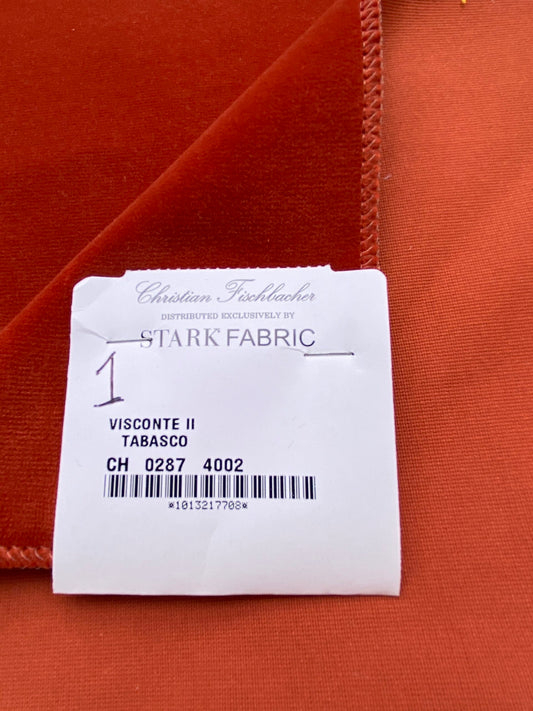 Christian Fischbacher
DISTRIBUTED EXCLUSIVELY BY
STARK FABRIC
1
VISCONTE II
TABASCO
CH 0287 4002
*1013217708*